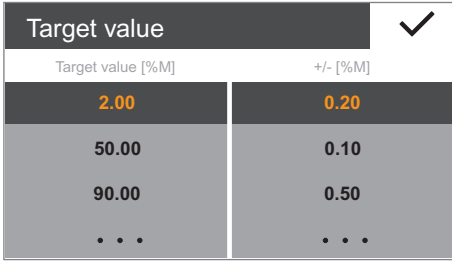 Target value
Target value [%M] +/- [%M]
2.00 0.20
50.00 0.10
90.00 0.50
• • • • • •